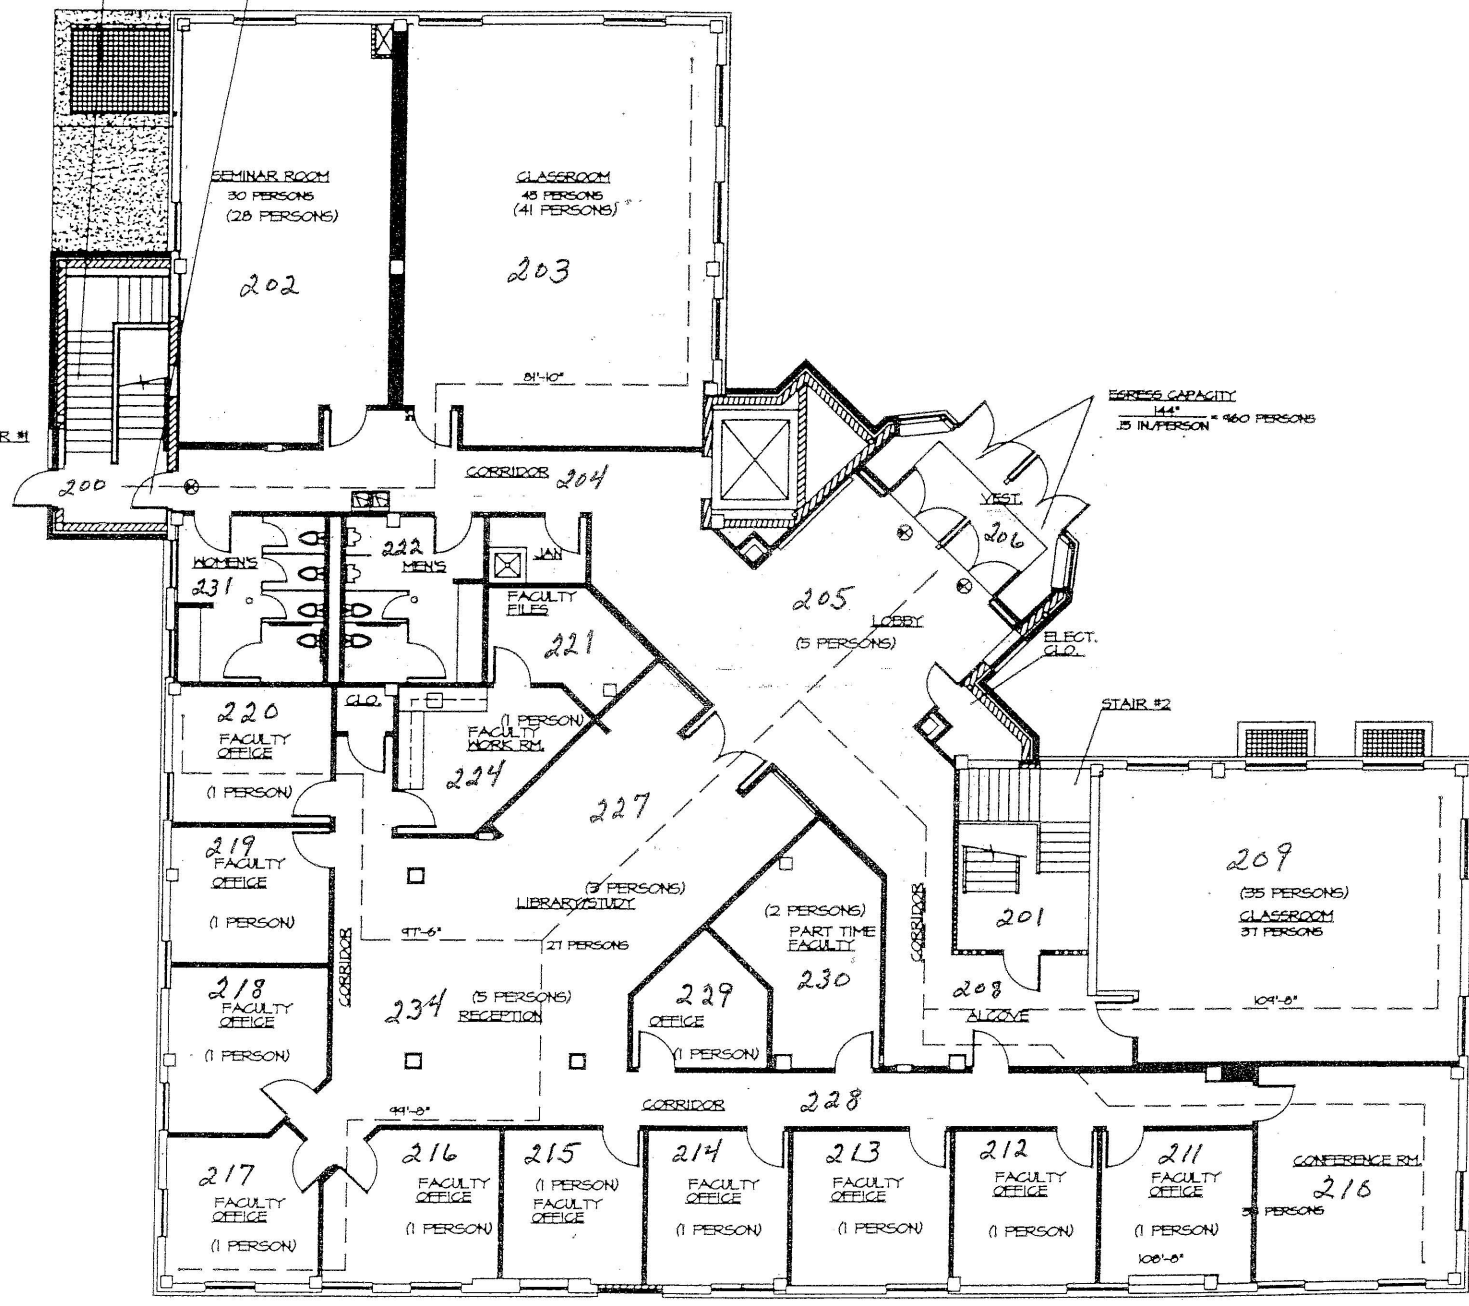 SEMINAR ROOM
30 PERSONS
(28 PERSONS)
202
CLASSROOM
(41 PERSONS)
203
81'-10"
EGRESS CAPACITY
144"
.15 IN/PERSON = 960 PERSONS
R #1
200
CORRIDOR 204
VEST.
206
WOMEN'S
231
222
MEN'S
JAN
FACULTY
FILES
221
205
LOBBY
(5 PERSONS)
ELECT.
CLO.
STAIR #2
220
FACULTY
OFFICE
(1 PERSON)
CLO.
(1 PERSON)
FACULTY
WORK RM.
224
227
219
FACULTY
OFFICE
(1 PERSON)
(3 PERSONS)
LIBRARY/STUDY
27 PERSONS
97'-6"
(2 PERSONS)
PART TIME
FACULTY
230
CORRIDOR
201
209
(35 PERSONS)
CLASSROOM
37 PERSONS
CORRIDOR
218
FACULTY
OFFICE
(1 PERSON)
234
(5 PERSONS)
RECEPTION
229
OFFICE
(1 PERSON)
208
ALCOVE
109'-8"
99'-8"
CORRIDOR
228
217
FACULTY
OFFICE
(1 PERSON)
216
FACULTY
OFFICE
(1 PERSON)
215
(1 PERSON)
FACULTY
OFFICE
214
FACULTY
OFFICE
(1 PERSON)
213
FACULTY
OFFICE
(1 PERSON)
212
FACULTY
OFFICE
(1 PERSON)
211
FACULTY
OFFICE
(1 PERSON)
108'-8"
CONFERENCE RM.
210
PERSONS